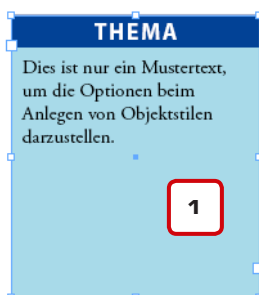 THEMA
Dies ist nur ein Mustertext,
um die Optionen beim
Anlegen von Objektstilen
darzustellen.
1